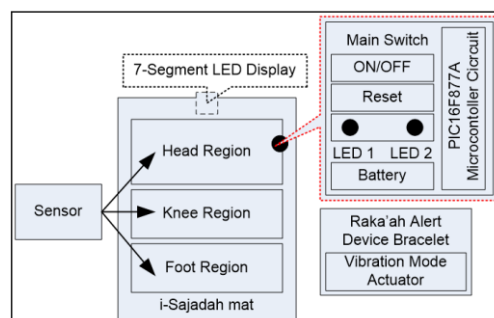 7-Segment LED Display
Head Region
Knee Region
Foot Region
i-Sajadah mat
Sensor
Main Switch
ON/OFF
Reset
LED 1 LED 2
Battery
PIC16F877A
Microcontoller Cicrcuit
Raka'ah Alert
Device Bracelet
Vibration Mode
Actuator